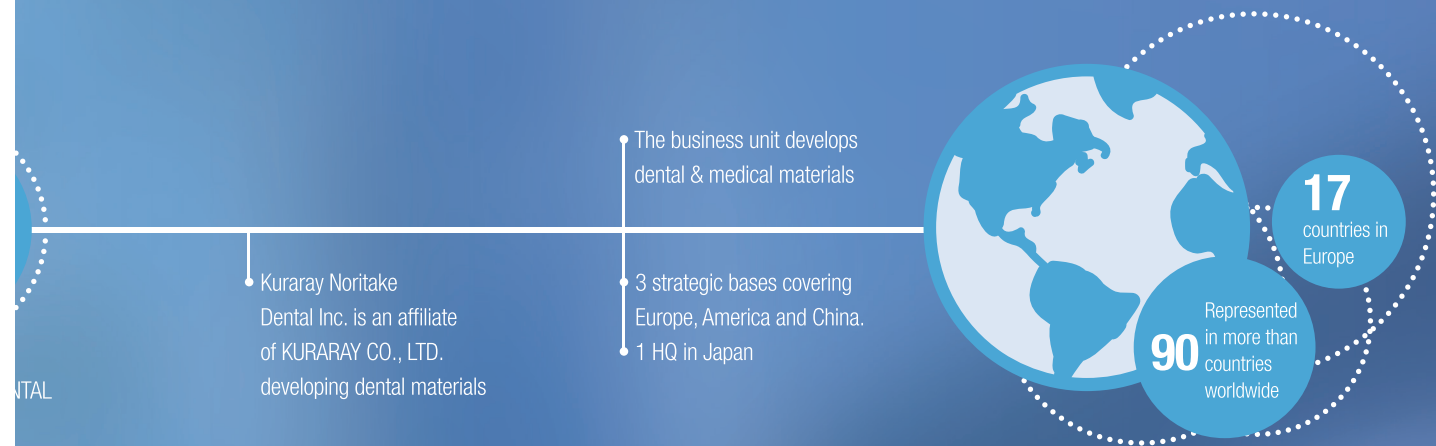 NTAL
Kuraray Noritake
Dental Inc. is an affiliate
of KURARAY CO., LTD.
developing dental materials
The business unit develops
dental & medical materials
3 strategic bases covering
Europe, America and China.
1 HQ in Japan
17
countries in
Europe
Represented
in more than
90 countries
worldwide